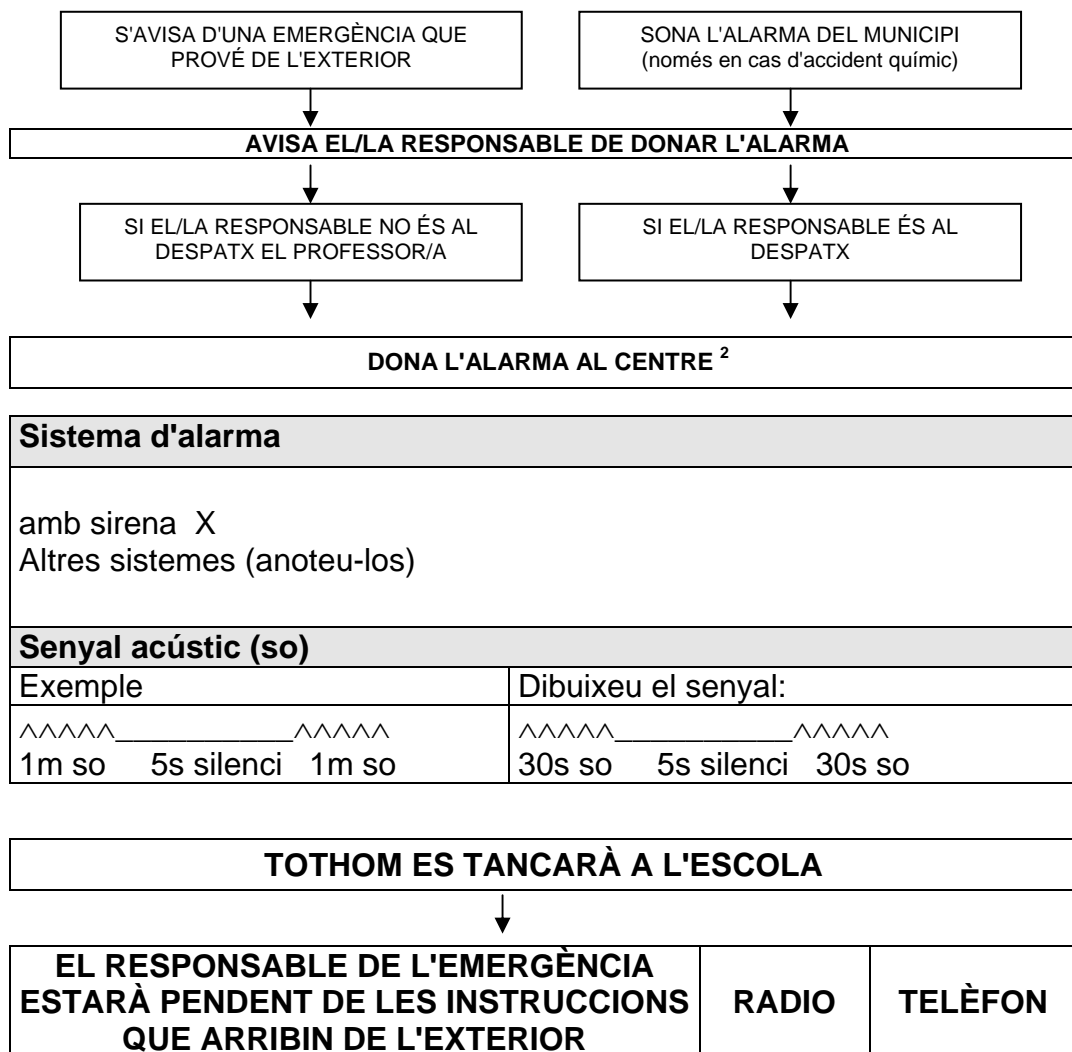 S'AVISA D'UNA EMERGÈNCIA QUE
PROVÉ DE L'EXTERIOR
SONA L'ALARMA DEL MUNICIPI
(només en cas d'accident químic)
AVISA EL/LA RESPONSABLE DE DONAR L'ALARMA
SI EL/LA RESPONSABLE NO ÉS AL
DESPATX EL PROFESSOR/A
SI EL/LA RESPONSABLE ÉS AL
DESPATX
DONA L'ALARMA AL CENTRE 2
Sistema d'alarma
amb sirena X
Altres sistemes (anoteu-los)
Senyal acústic (so)
Exemple
Dibuixeu el senyal:
^^^^^__________^^^^^
1m so 5s silenci 1m so
^^^^^__________^^^^^
30s so 5s silenci 30s so
TOTHOM ES TANCARÀ A L'ESCOLA
EL RESPONSABLE DE L'EMERGÈNCIA
ESTARÀ PENDENT DE LES INSTRUCCIONS
QUE ARRIBIN DE L'EXTERIOR
RADIO
TELÈFON